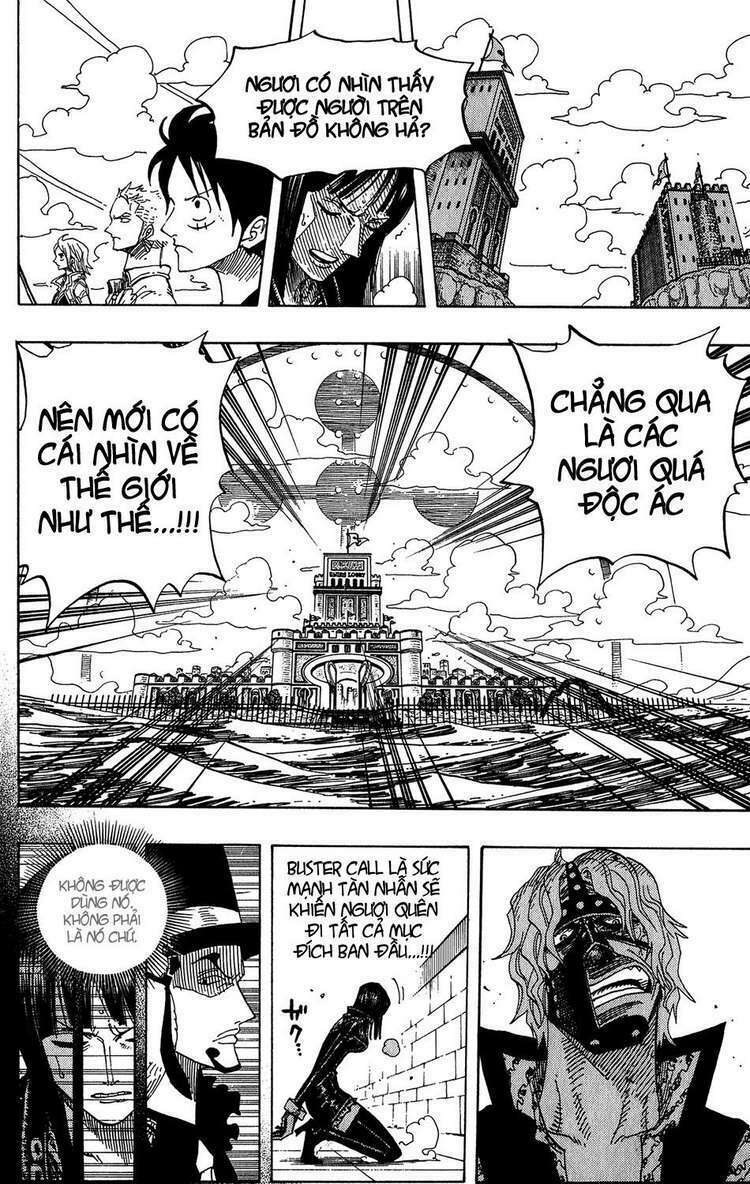 NGƯƠI CÓ NHÌN THẤY
ĐƯỢC NGƯỜI TRÊN
BẢN ĐỒ KHÔNG HẢ?
CHẲNG QUA
LÀ CÁC
NGƯƠI QUÁ
ĐỘC ÁC
NÊN MỚI CÓ
CÁI NHÌN VỀ
THẾ GIỚI
NHƯ THẾ...!!!
BUSTER CALL LÀ SỨC
MẠNH TÀN NHẪN SẼ
KHIẾN NGƯƠI QUÊN
ĐI TẤT CẢ MỤC
ĐÍCH BAN ĐẦU...!!!
KHÔNG ĐƯỢC
DÙNG NÓ.
KHÔNG PHẢI
LÀ NÓ CHỨ.